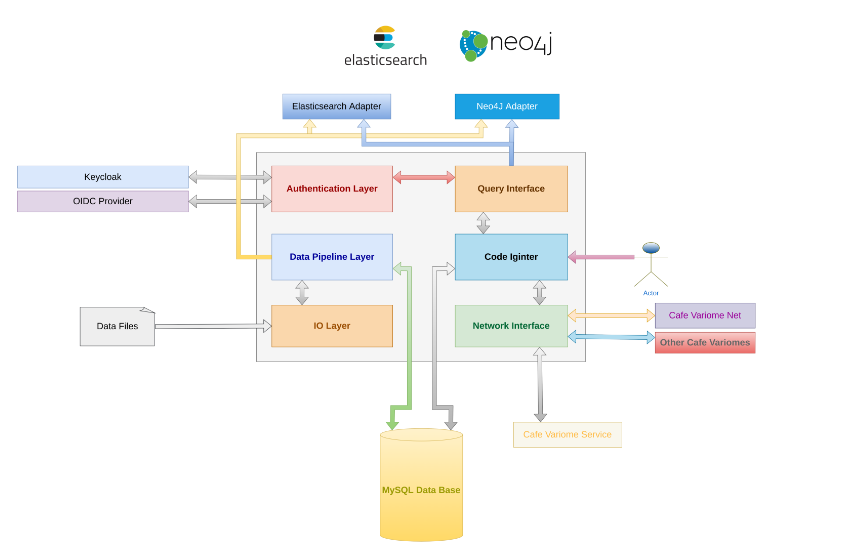 elasticsearch
neo4j
Elasticsearch Adapter
Neo4J Adapter
Keycloak
OIDC Provider
Authentication Layer
Query Interface
Data Pipeline Layer
Code Iginter
Actor
Data Files
IO Layer
Network Interface
Cafe Variome Net
Other Cafe Variomes
Cafe Variome Service
MySQL Data Base